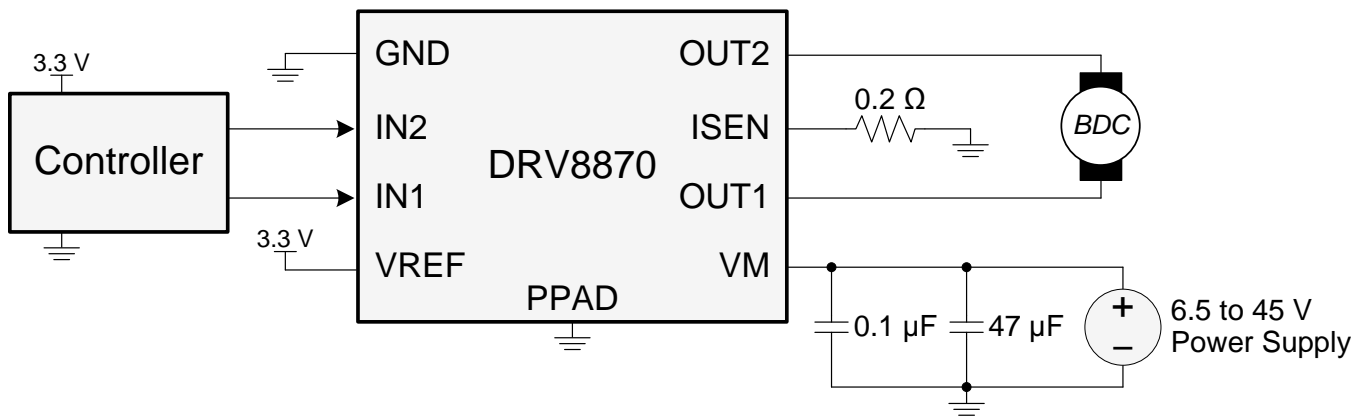 3.3 V
Controller
3.3 V
GND
IN2
IN1
VREF
DRV8870
PPAD
OUT2
ISEN
OUT1
VM
0.2 Ω
BDC
0.1 µF
47 µF
+
–
6.5 to 45 V
Power Supply